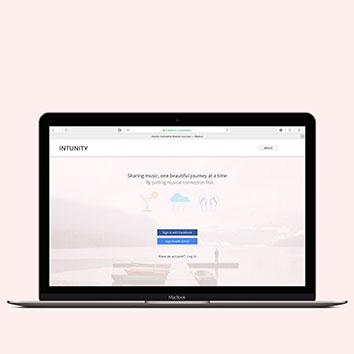 INTUNITY
about
Sharing music, one beautiful journey at a time
By putting musical connection first.
Sign in with Facebook
Sign in with Gmail
Have an account? Log in
MacBook